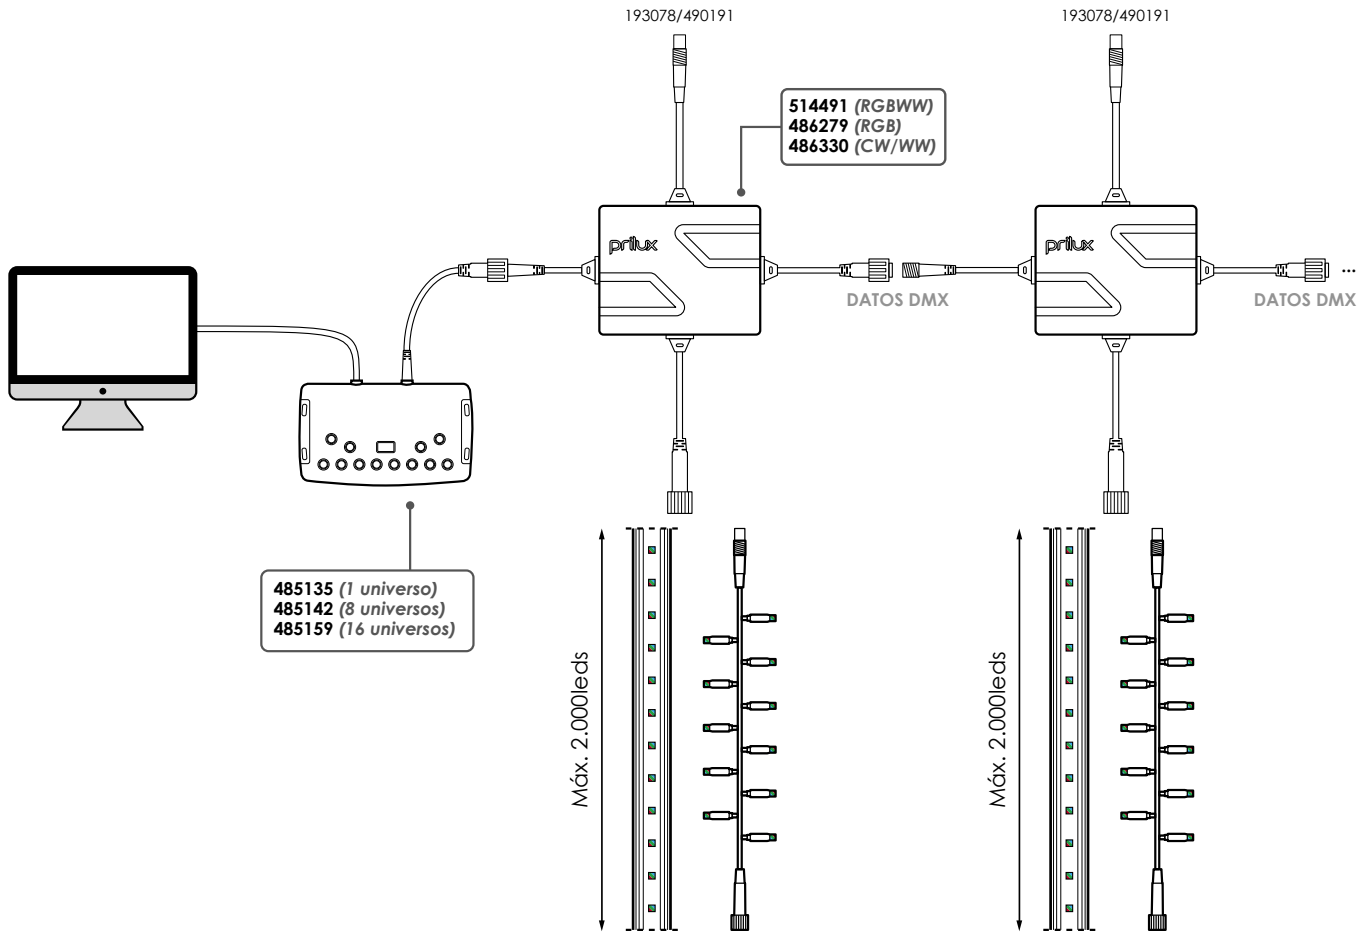 193078/490191
193078/490191
514491 (RGBWW)
486279 (RGB)
486330 (CW/WW)
prilux
prilux
DATOS DMX
...
DATOS DMX
485135 (1 universo)
485142 (8 universos)
485159 (16 universos)
Máx. 2.000leds
Máx. 2.000leds